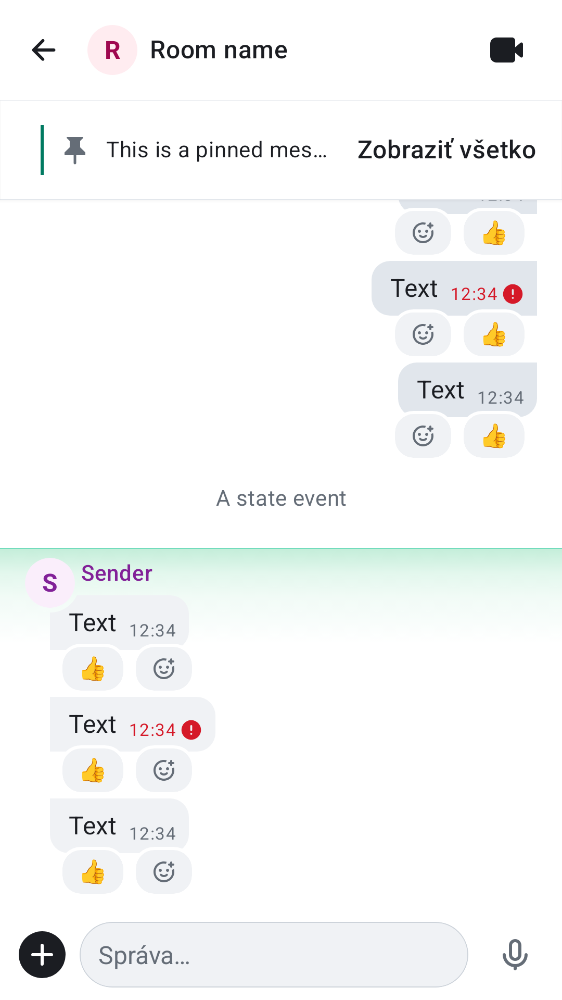 R Room name
This is a pinned mes… Zobraziť všetko
Text 12:34
Text 12:34
A state event
S Sender
Text 12:34
Text 12:34
Text 12:34
Správa…